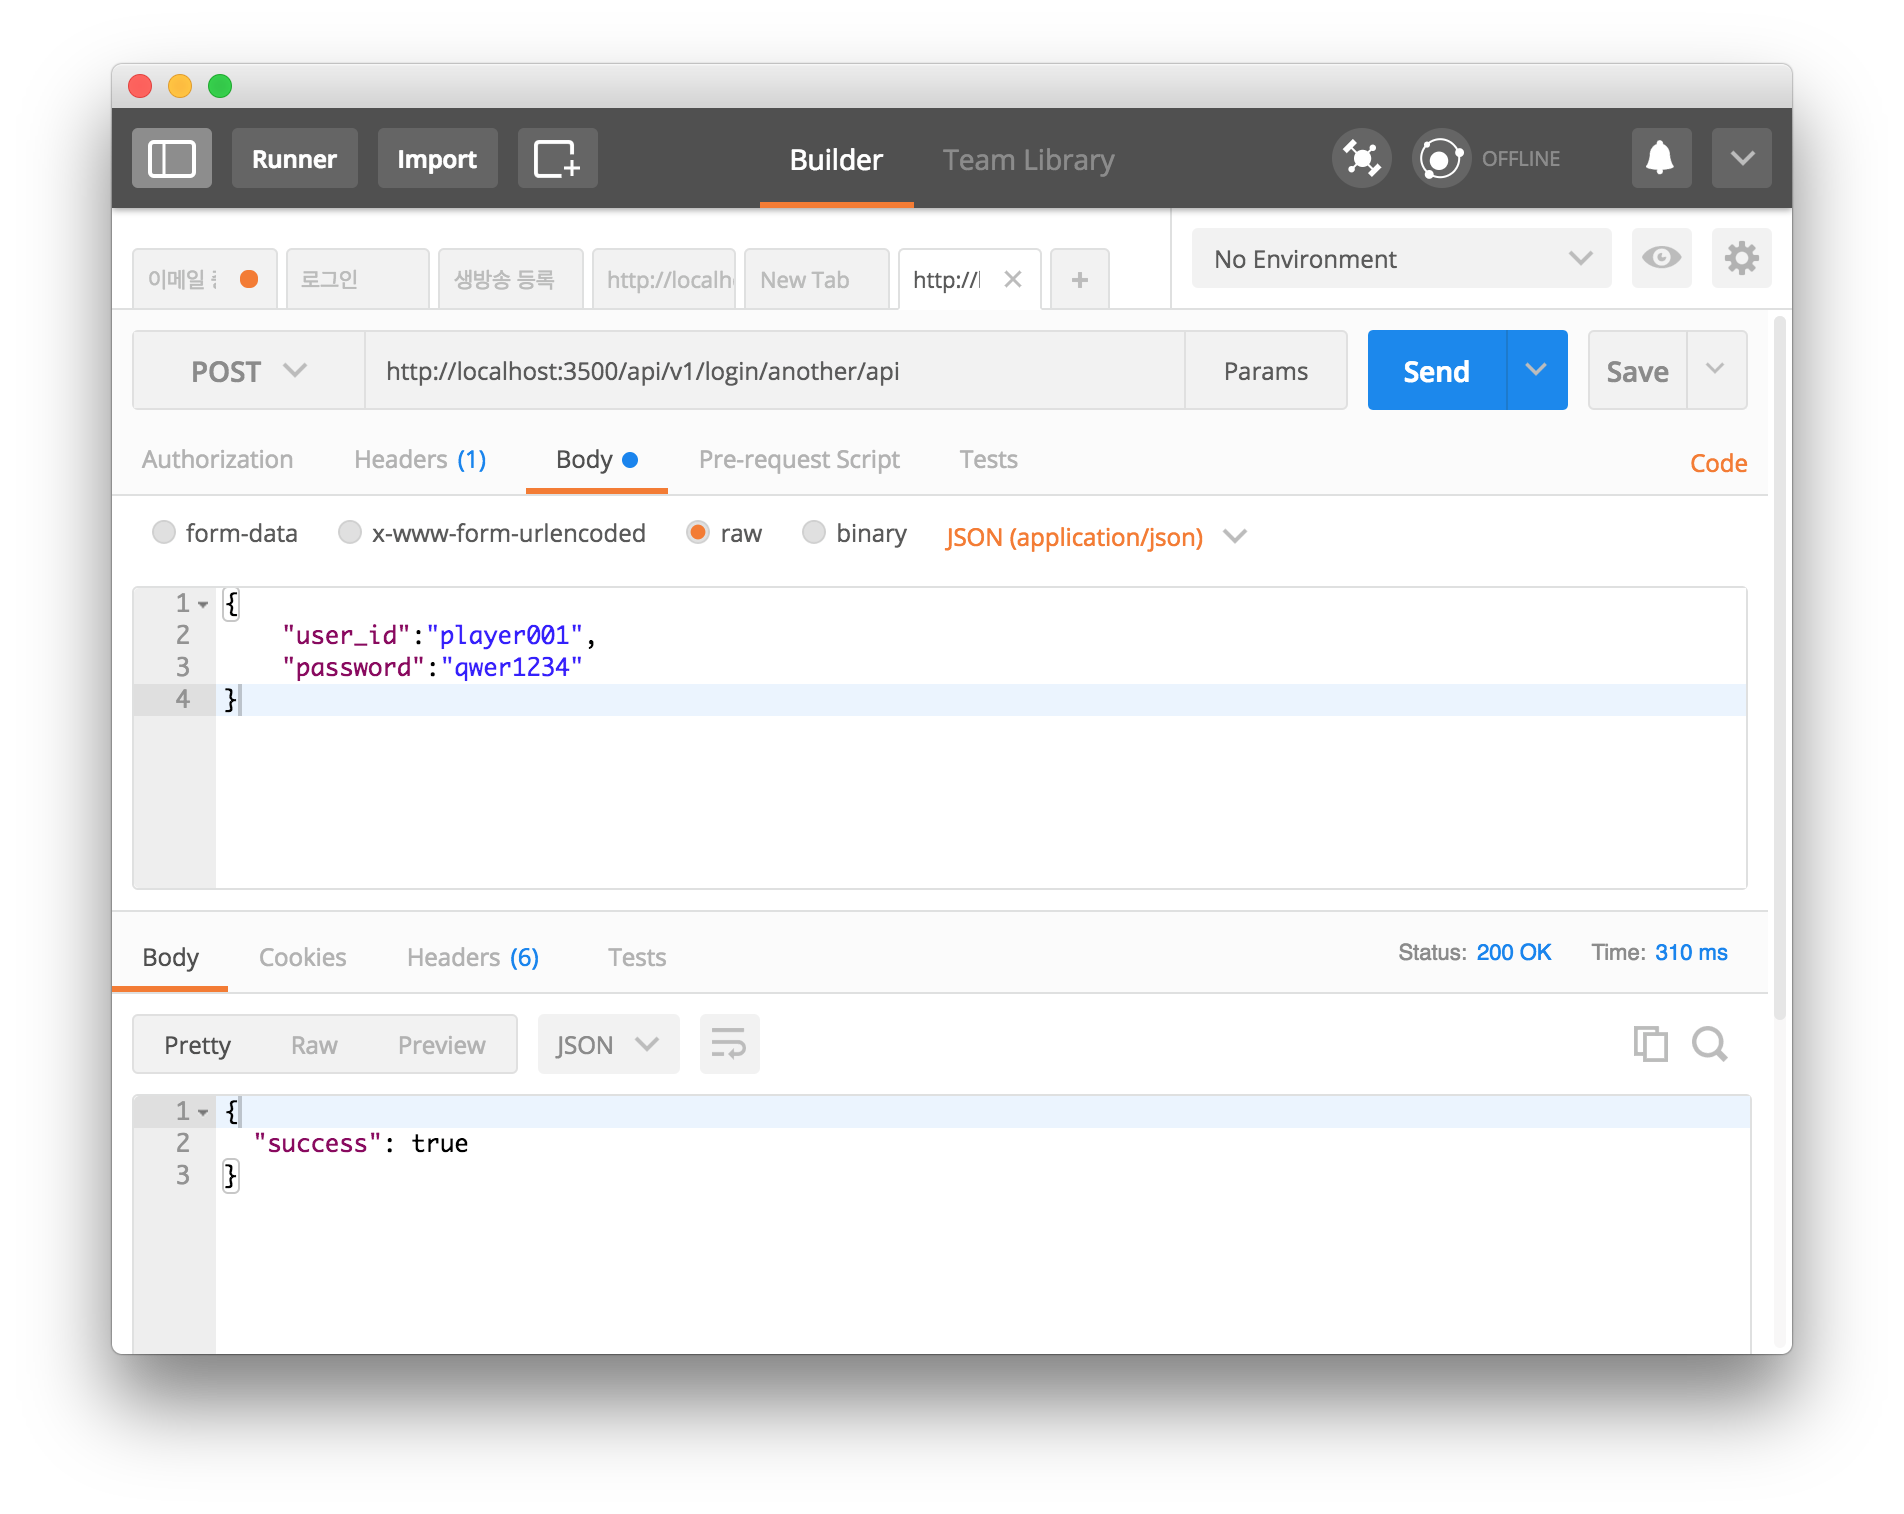 Runner Import Builder Team Library OFFLINE
이메일 로그인 생방송 등록 http://localh New Tab http://l No Environment
POST http://localhost:3500/api/v1/login/another/api Params Send Save
Authorization Headers (1) Body Pre-request Script Tests Code
form-data x-www-form-urlencoded raw binary JSON (application/json)
1 {
2 "user_id":"player001",
3 "password":"qwer1234"
4 }
Body Cookies Headers (6) Tests Status: 200 OK Time: 310 ms
Pretty Raw Preview JSON
1 {
2 "success": true
3 }